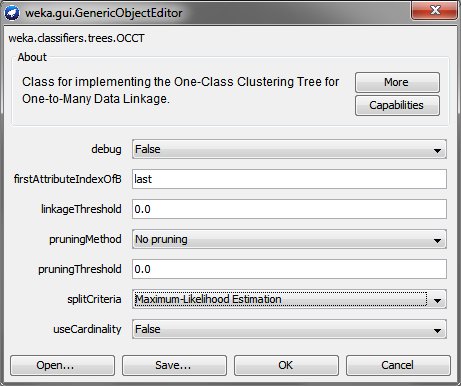 weka.gui.GenericObjectEditor
weka.classifiers.trees.OCCT
About
Class for implementing the One-Class Clustering Tree for
One-to-Many Data Linkage.
More
Capabilities
debug False
firstAttributeIndexOfB last
linkageThreshold 0.0
pruningMethod No pruning
pruningThreshold 0.0
splitCriteria Maximum-Likelihood Estimation
useCardinality False
Open... Save... OK Cancel